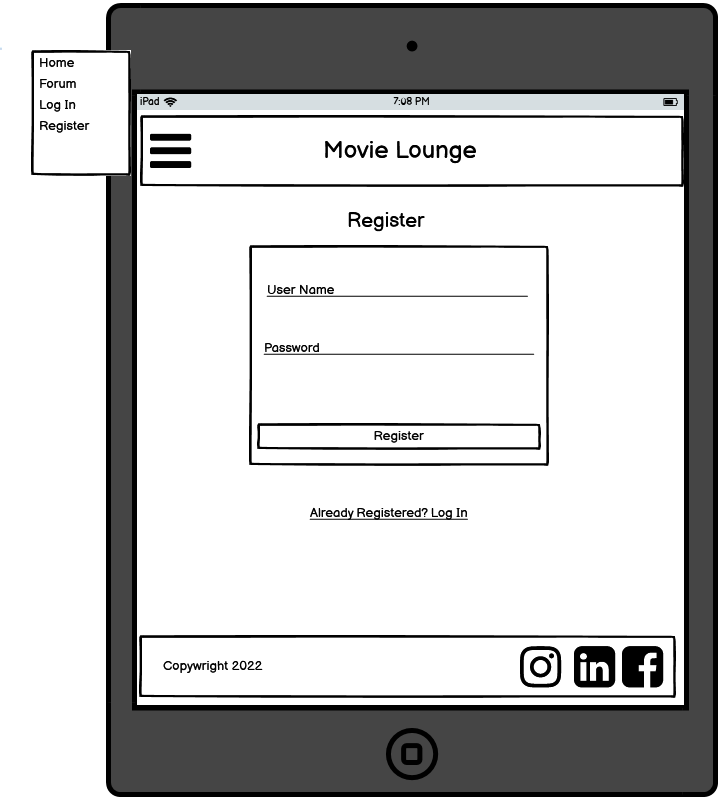 Home
Forum
Log In
Register
iPad 7:08 PM
Movie Lounge
Register
User Name
Password
Register
Already Registered? Log In
Copywright 2022
in f